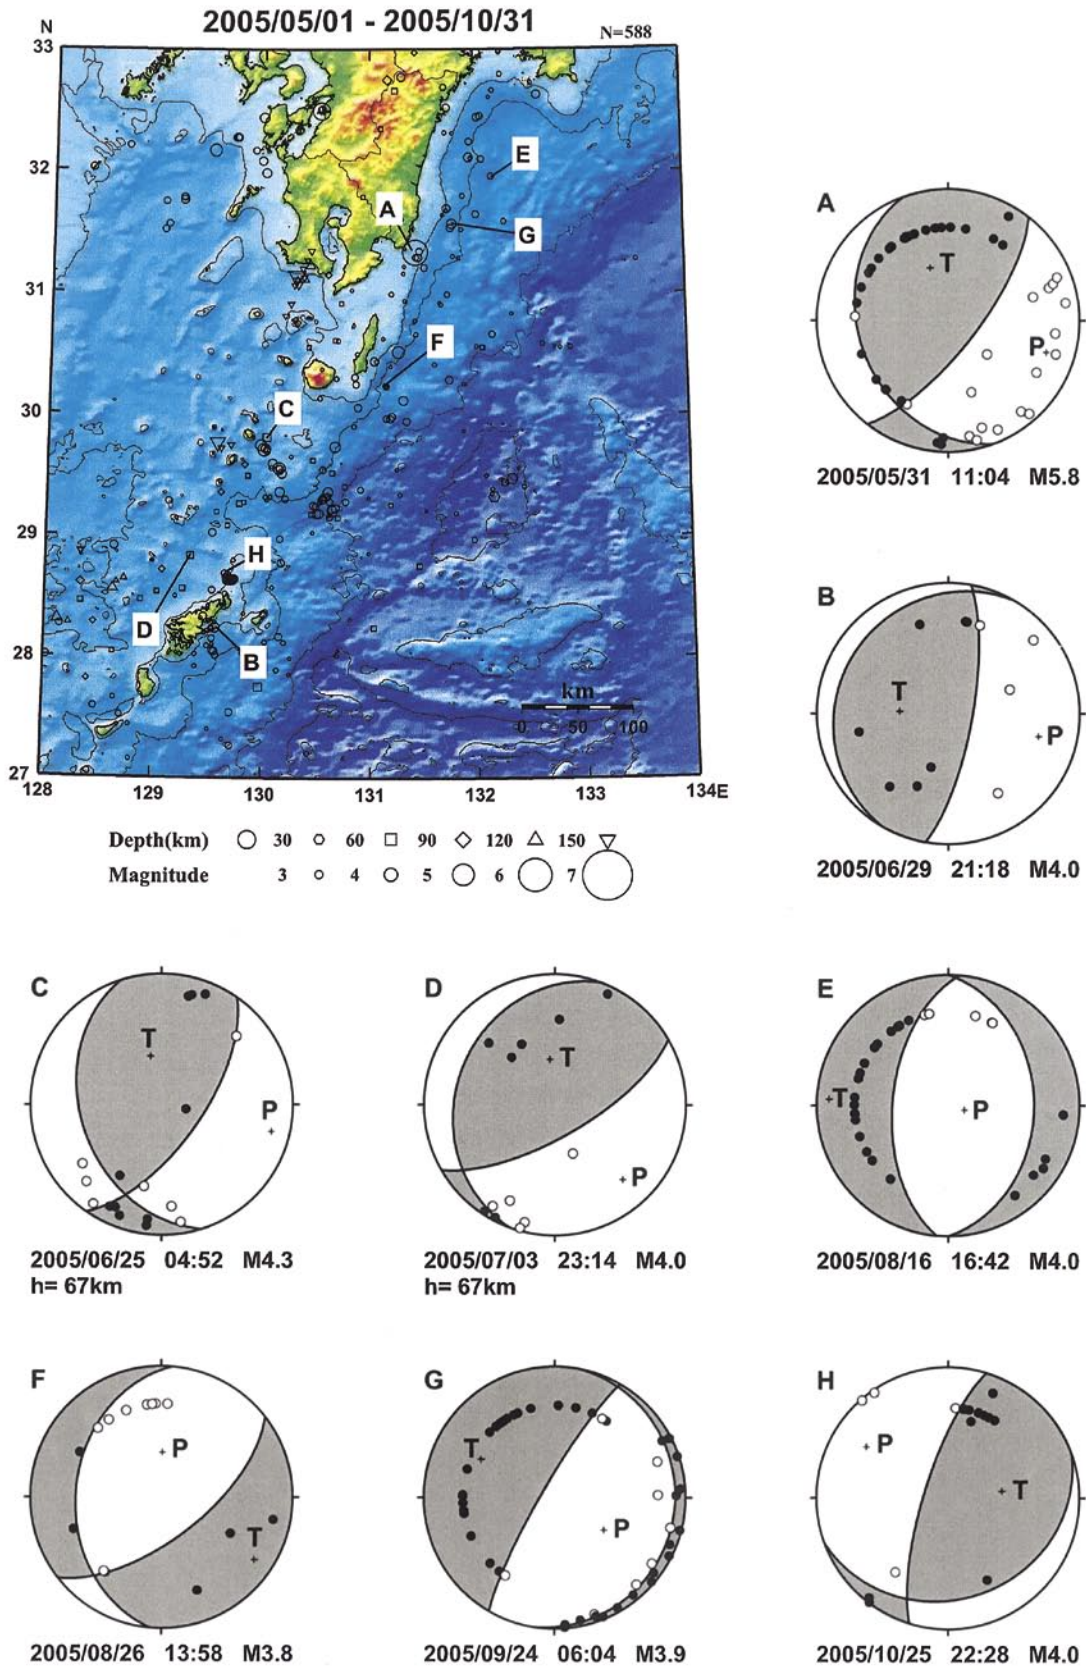 2005/05/01 - 2005/10/31
N
N=588
33
32
31
30
29
28
27
128 129 130 131 132 133 134E
E
A
G
F
C
H
D
B
km
0 50 100
Depth(km) 30 60 90 120 150
Magnitude 3 4 5 6 7
A
T
P
2005/05/31 11:04 M5.8
B
T
P
2005/06/29 21:18 M4.0
C
T
P
2005/06/25 04:52 M4.3
h= 67km
D
T
P
2005/07/03 23:14 M4.0
h= 67km
E
T
P
2005/08/16 16:42 M4.0
F
P
T
2005/08/26 13:58 M3.8
G
T
P
2005/09/24 06:04 M3.9
H
P
T
2005/10/25 22:28 M4.0